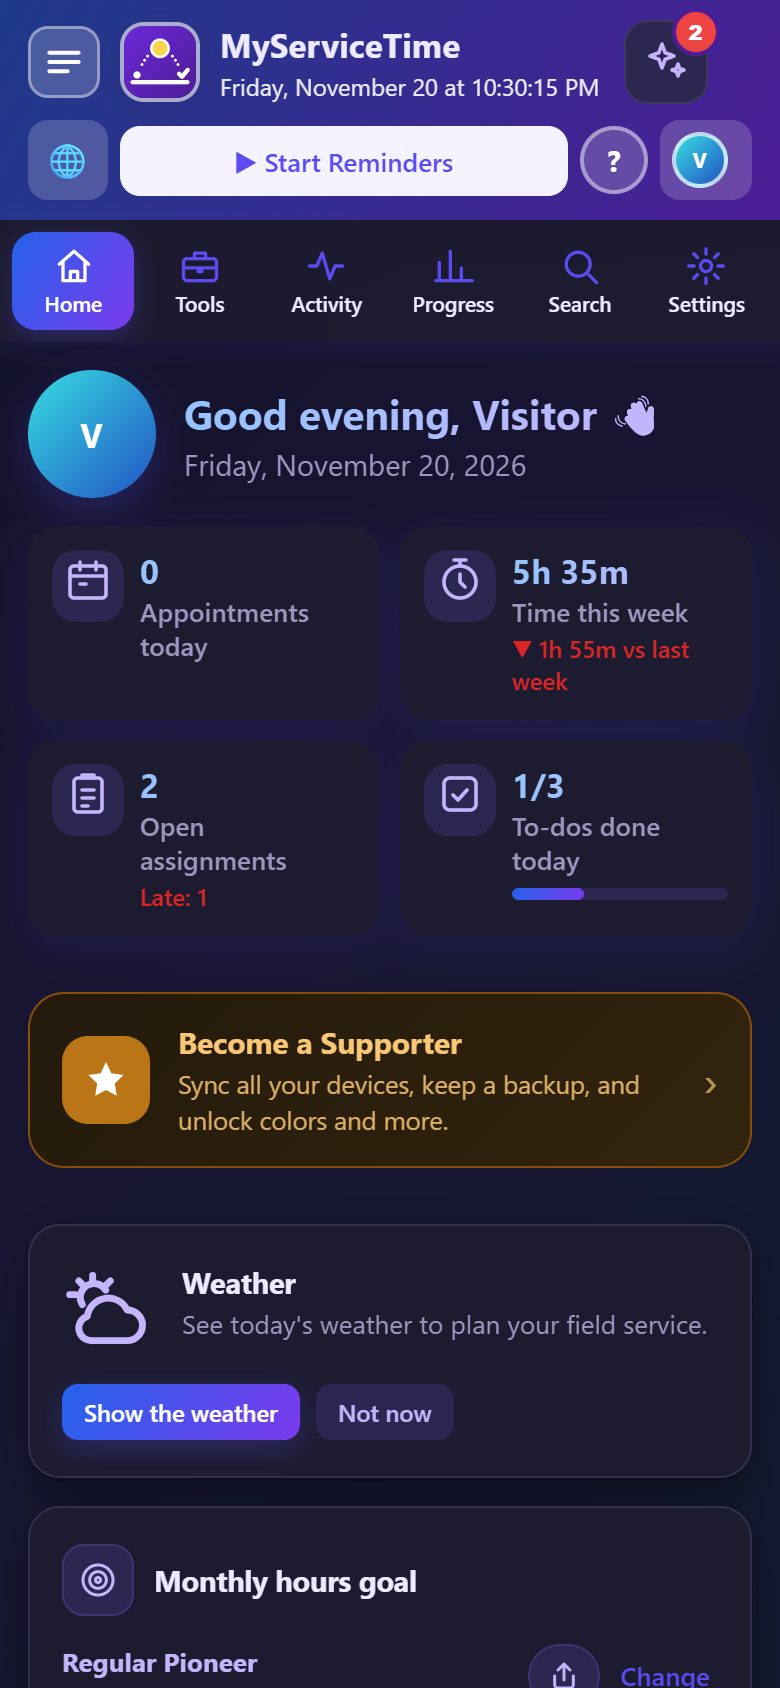 MyServiceTime
2
Friday, November 20 at 10:30:15 PM
▶ Start Reminders
?
V
Home
Tools
Activity
Progress
Search
Settings
V
Good evening, Visitor 👋
Friday, November 20, 2026
0
Appointments
today
5h 35m
Time this week
▼ 1h 55m vs last
week
2
Open
assignments
Late: 1
1/3
To-dos done
today
Become a Supporter
Sync all your devices, keep a backup, and
unlock colors and more.
›
Weather
See today's weather to plan your field service.
Show the weather
Not now
Monthly hours goal
Regular Pioneer
Change